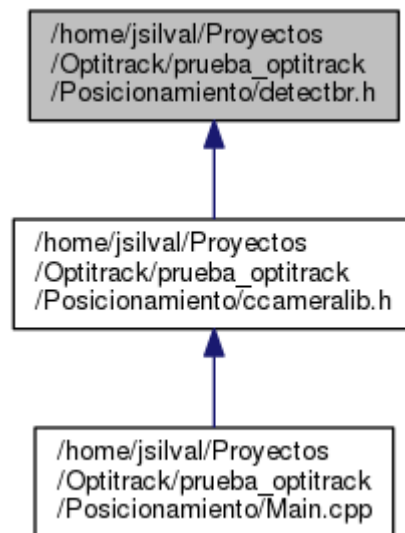 /home/jsilval/Proyectos
/Optitrack/prueba_optitrack
/Posicionamiento/detectbr.h
/home/jsilval/Proyectos
/Optitrack/prueba_optitrack
/Posicionamiento/ccameralib.h
/home/jsilval/Proyectos
/Optitrack/prueba_optitrack
/Posicionamiento/Main.cpp